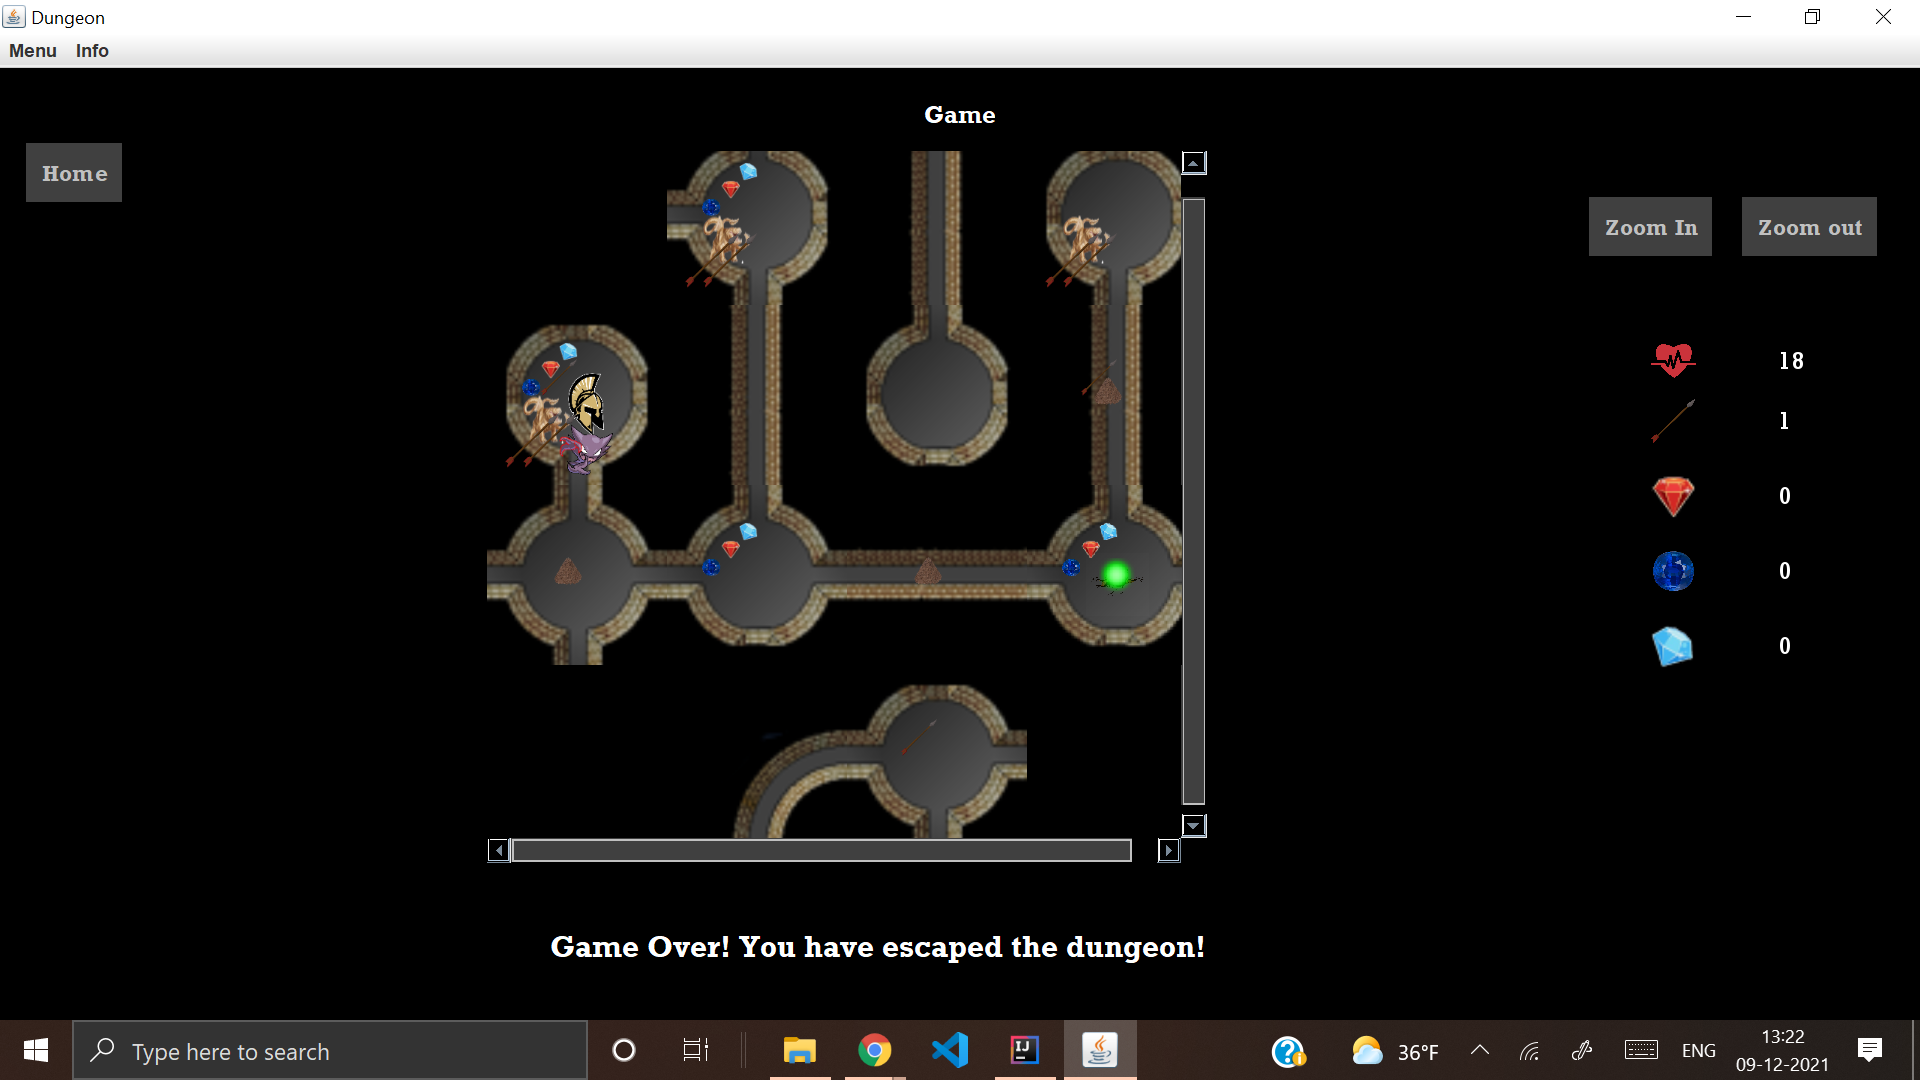 Dungeon
Menu Info
Game
Home
Zoom In Zoom out
18
1
0
0
0
Game Over! You have escaped the dungeon!
Type here to search
IJ
36°F
ENG
13:22
09-12-2021